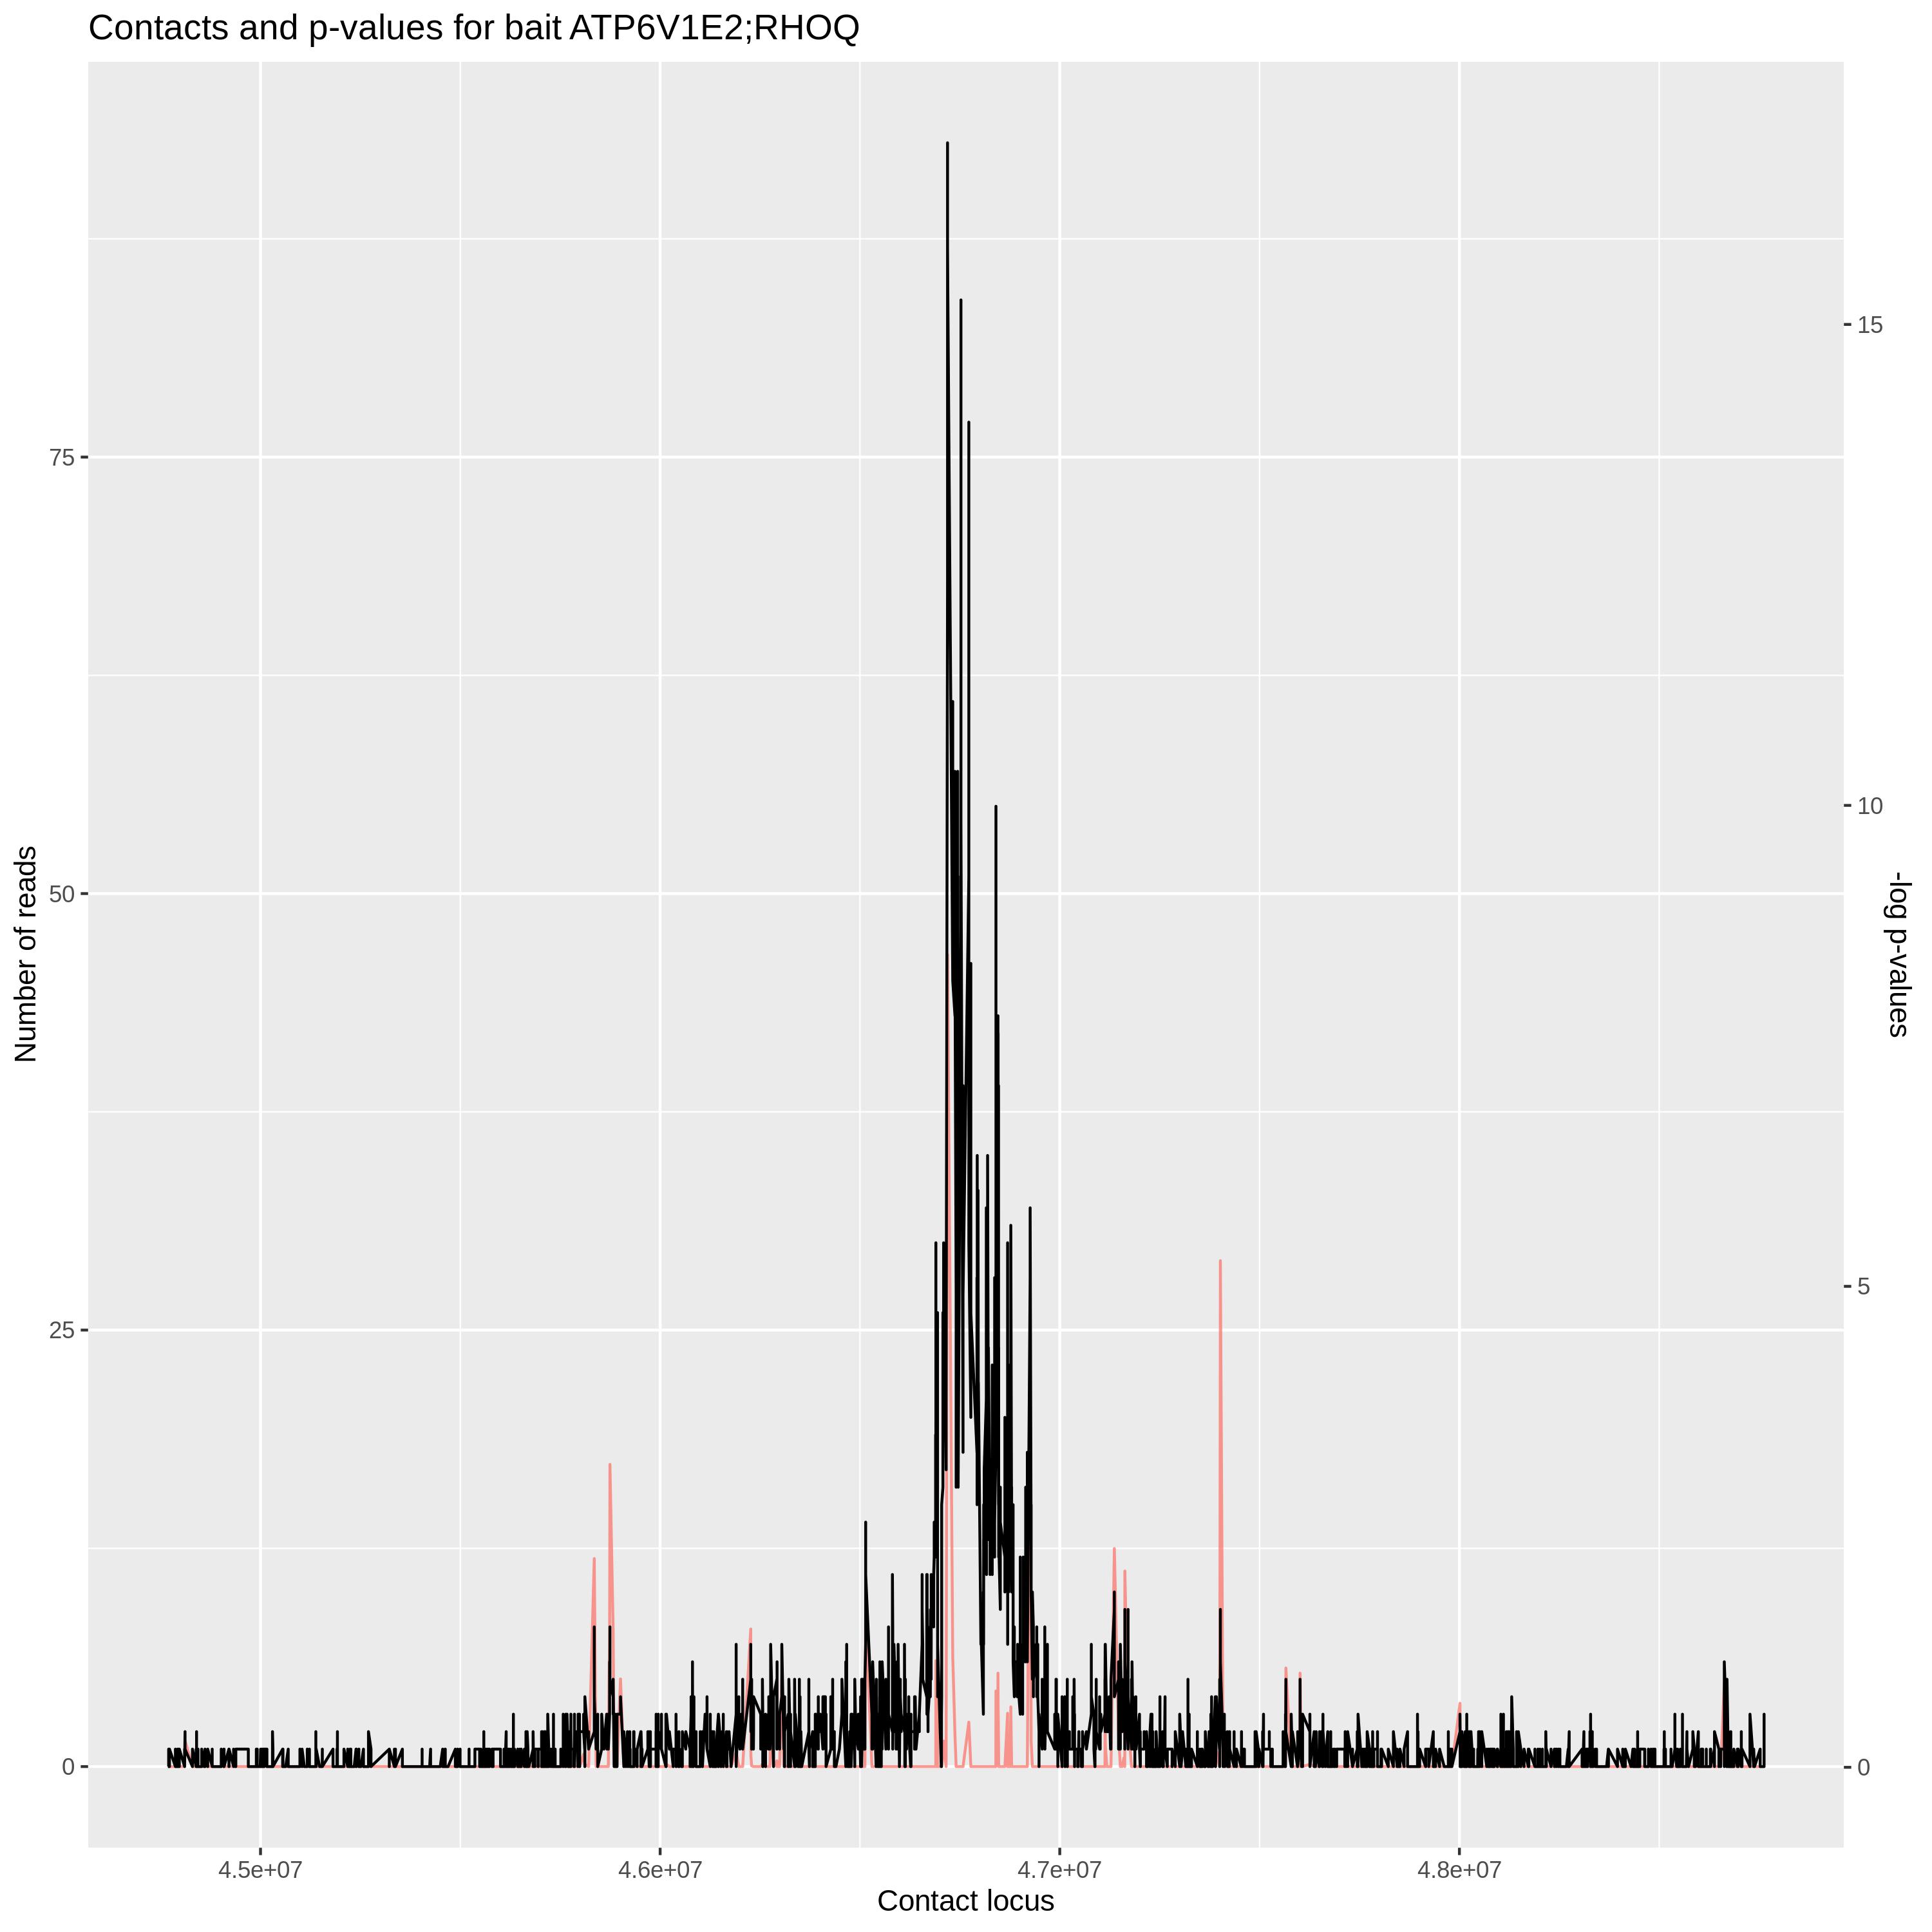 Contacts and p-values for bait ATP6V1E2;RHOQ
Number of reads
75
50
25
0
15
10
5
0
-log p-values
4.5e+07 4.6e+07 4.7e+07 4.8e+07
Contact locus